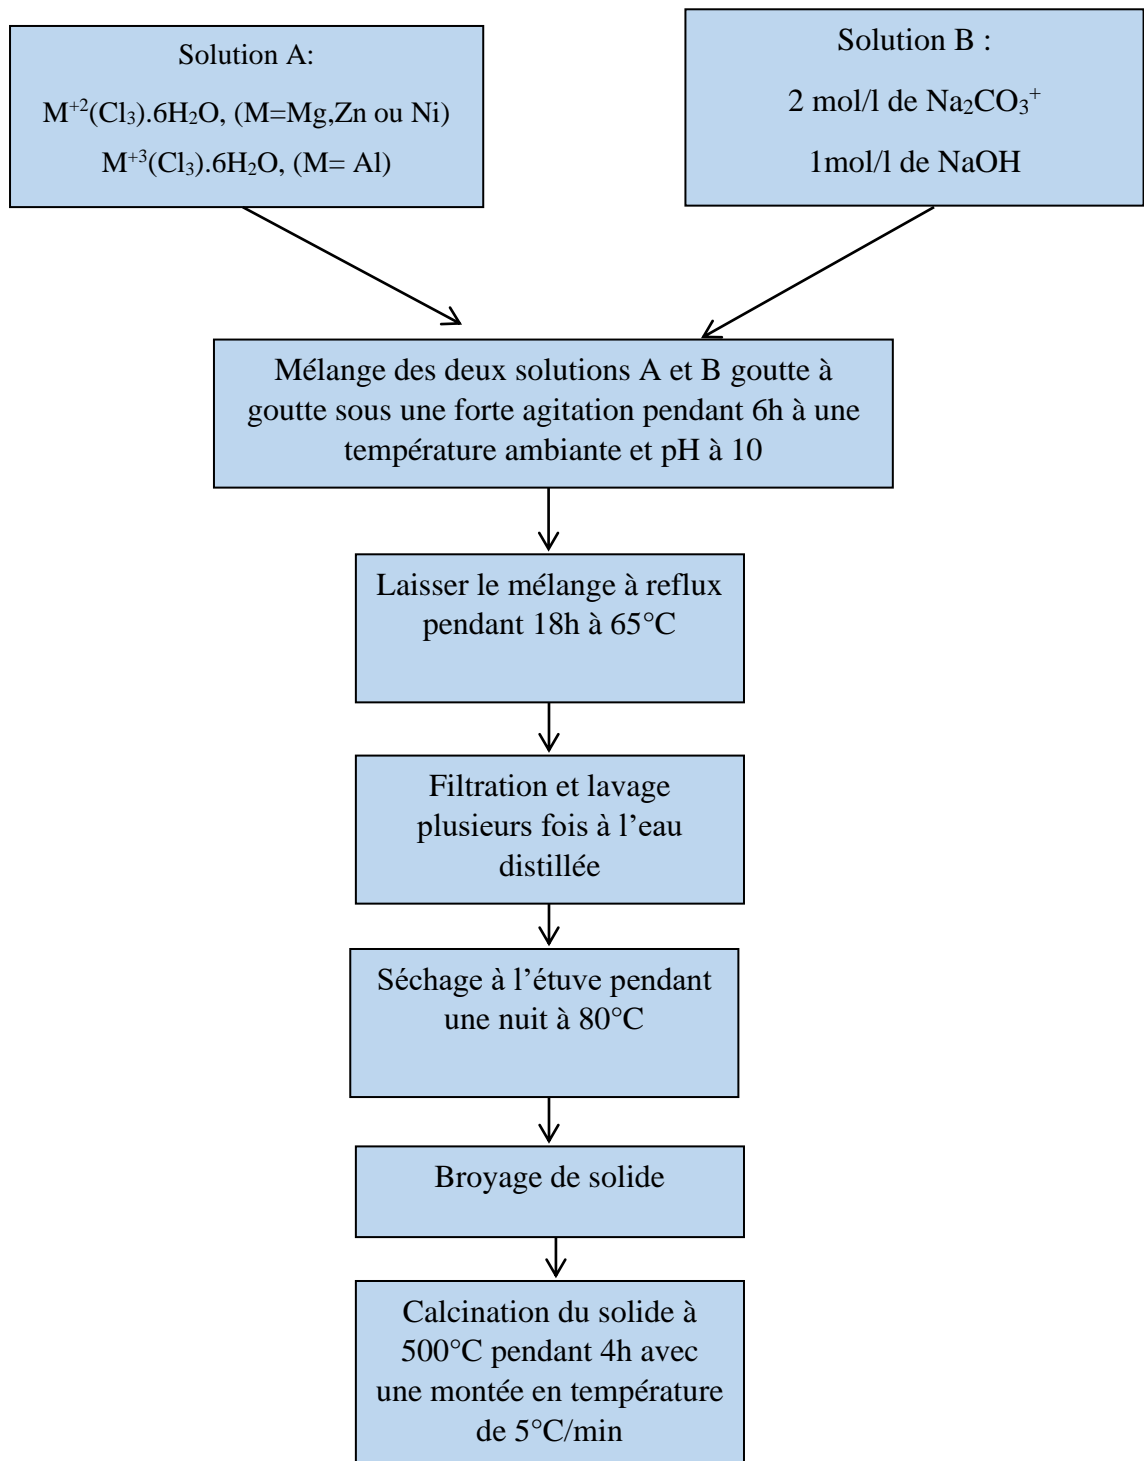 Solution A:
M⁺²(Cl₃).6H₂O, (M=Mg,Zn ou Ni)
M⁺³(Cl₃).6H₂O, (M= Al)
Solution B :
2 mol/l de Na₂CO₃⁺
1mol/l de NaOH
Mélange des deux solutions A et B goutte à
goutte sous une forte agitation pendant 6h à une
température ambiante et pH à 10
Laisser le mélange à reflux
pendant 18h à 65°C
Filtration et lavage
plusieurs fois à l’eau
distillée
Séchage à l’étuve pendant
une nuit à 80°C
Broyage de solide
Calcination du solide à
500°C pendant 4h avec
une montée en température
de 5°C/min